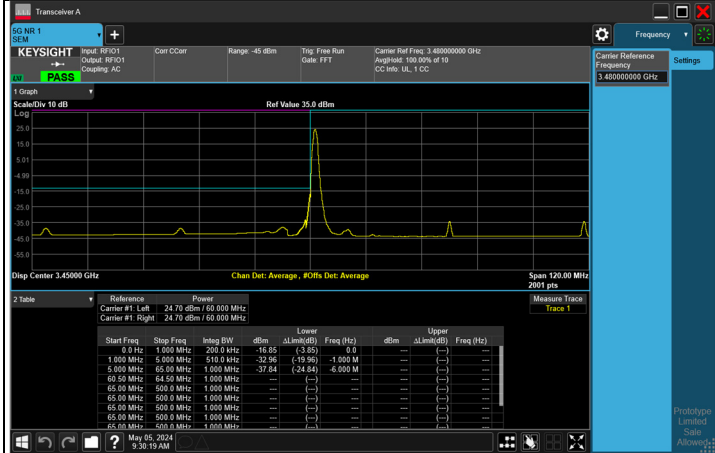 Transceiver A
5G NR 1
SEM
Frequency
KEYSIGHT
Input: RFIO1
Output: RFIO1
Coupling: AC
PASS
Corr CCorr
Range: -45 dBm
Trig: Free Run
Gate: FFT
Carrier Ref Freq: 3.480000000 GHz
Avg|Hold: 100.00% of 10
CC Info: UL, 1 CC
Carrier Reference
Frequency
3.480000000 GHz
Settings
1 Graph
Scale/Div 10 dB
Ref Value 35.0 dBm
Log
25.0
15.0
5.01
-4.99
-15.0
-25.0
-35.0
-45.0
-55.0
Disp Center 3.45000 GHz
Chan Det: Average, #Offs Det: Average
Span 120.00 MHz
2001 pts
2 Table
Reference Power
Carrier #1: Left 24.70 dBm / 60.000 MHz
Carrier #1: Right 24.70 dBm / 60.000 MHz
Measure Trace
Trace 1
Lower Upper
Start Freq Stop Freq Integ BW dBm ΔLimit(dB) Freq (Hz) dBm ΔLimit(dB) Freq (Hz)
0.0 Hz 1.000 MHz 200.0 kHz -16.85 (-3.85) 0.0 --- (---) ---
1.000 MHz 5.000 MHz 510.0 kHz -32.96 (-19.96) -1.000 M --- (---) ---
5.000 MHz 65.00 MHz 1.000 MHz -37.84 (-24.84) -6.000 M --- (---) ---
60.50 MHz 64.50 MHz 1.000 MHz --- (---) --- --- (---) ---
65.00 MHz 500.0 MHz 1.000 MHz --- (---) --- --- (---) ---
65.00 MHz 500.0 MHz 1.000 MHz --- (---) --- --- (---) ---
65.00 MHz 500.0 MHz 1.000 MHz --- (---) --- --- (---) ---
65.00 MHz 500.0 MHz 1.000 MHz --- (---) --- --- (---) ---
65.00 MHz 500.0 MHz 1.000 MHz --- (---) --- --- (---) ---
May 05, 2024
9:30:19 AM
Prototype
Limited
Sale
Allowed